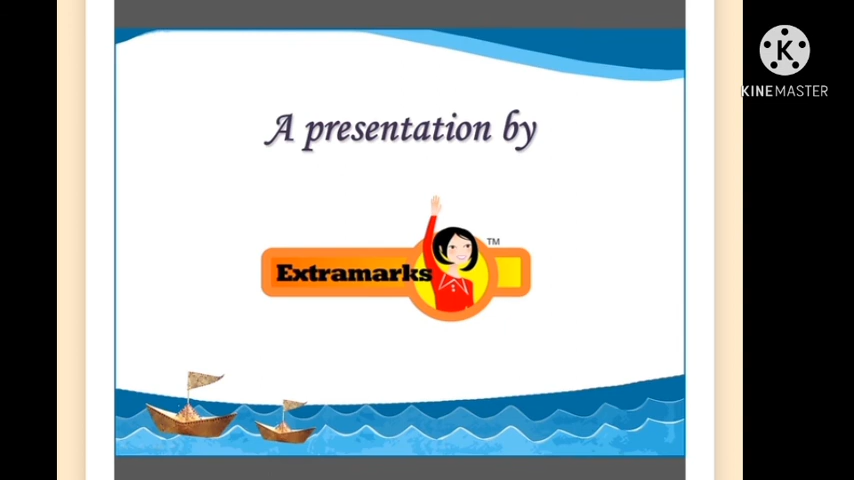 A presentation by
Extramarks
TM
K
KINEMASTER